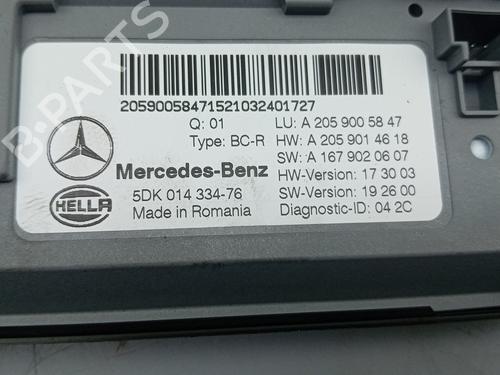 20590058471521032401727
Q: 01 LU: A 205 900 58 47
Type: BC-R HW: A 205 901 46 18
SW: A 167 902 06 07
Mercedes-Benz HW-Version: 17 30 03
HELLA 5DK 014 334-76 SW-Version: 19 26 00
Made in Romania Diagnostic-ID: 04 2C
B-PARTS